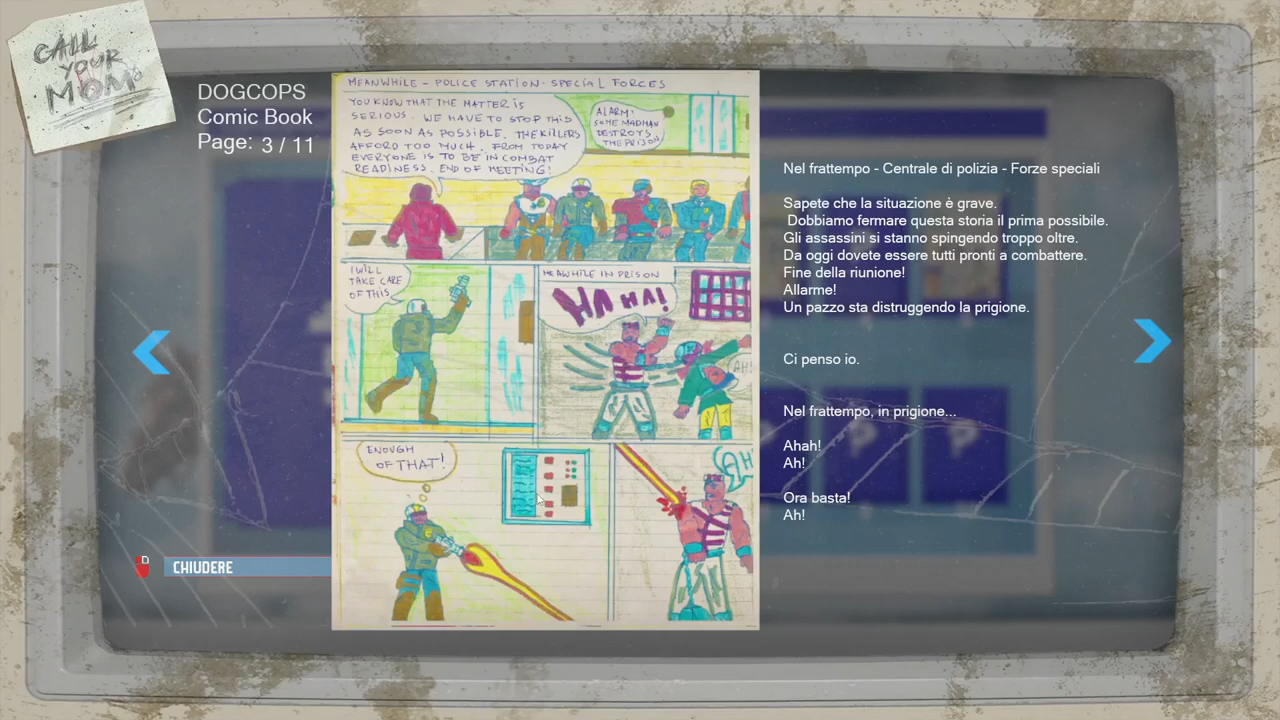 CALL
YOUR
MOM
DOGCOPS
Comic Book
Page: 3 / 11
MEANWHILE - POLICE STATION - SPECIAL FORCES
YOU KNOW THAT THE MATTER IS
SERIOUS. WE HAVE TO STOP THIS
AS SOON AS POSSIBLE. THE KILLERS
AFFORD TOO MUCH. FROM TODAY
EVERYONE IS TO BE IN COMBAT
READINESS. END OF MEETING!
ALARM!
SOME MADMAN
DESTROYS
THE PRISON
I WILL
TAKE CARE
OF THIS
MEAWHILE IN PRISON
HA HA!
AH!
ENOUGH
OF THAT!
AH
Nel frattempo - Centrale di polizia - Forze speciali
Sapete che la situazione è grave.
Dobbiamo fermare questa storia il prima possibile.
Gli assassini si stanno spingendo troppo oltre.
Da oggi dovete essere tutti pronti a combattere.
Fine della riunione!
Allarme!
Un pazzo sta distruggendo la prigione.
Ci penso io.
Nel frattempo, in prigione...
Ahah!
Ah!
Ora basta!
Ah!
CHIUDERE